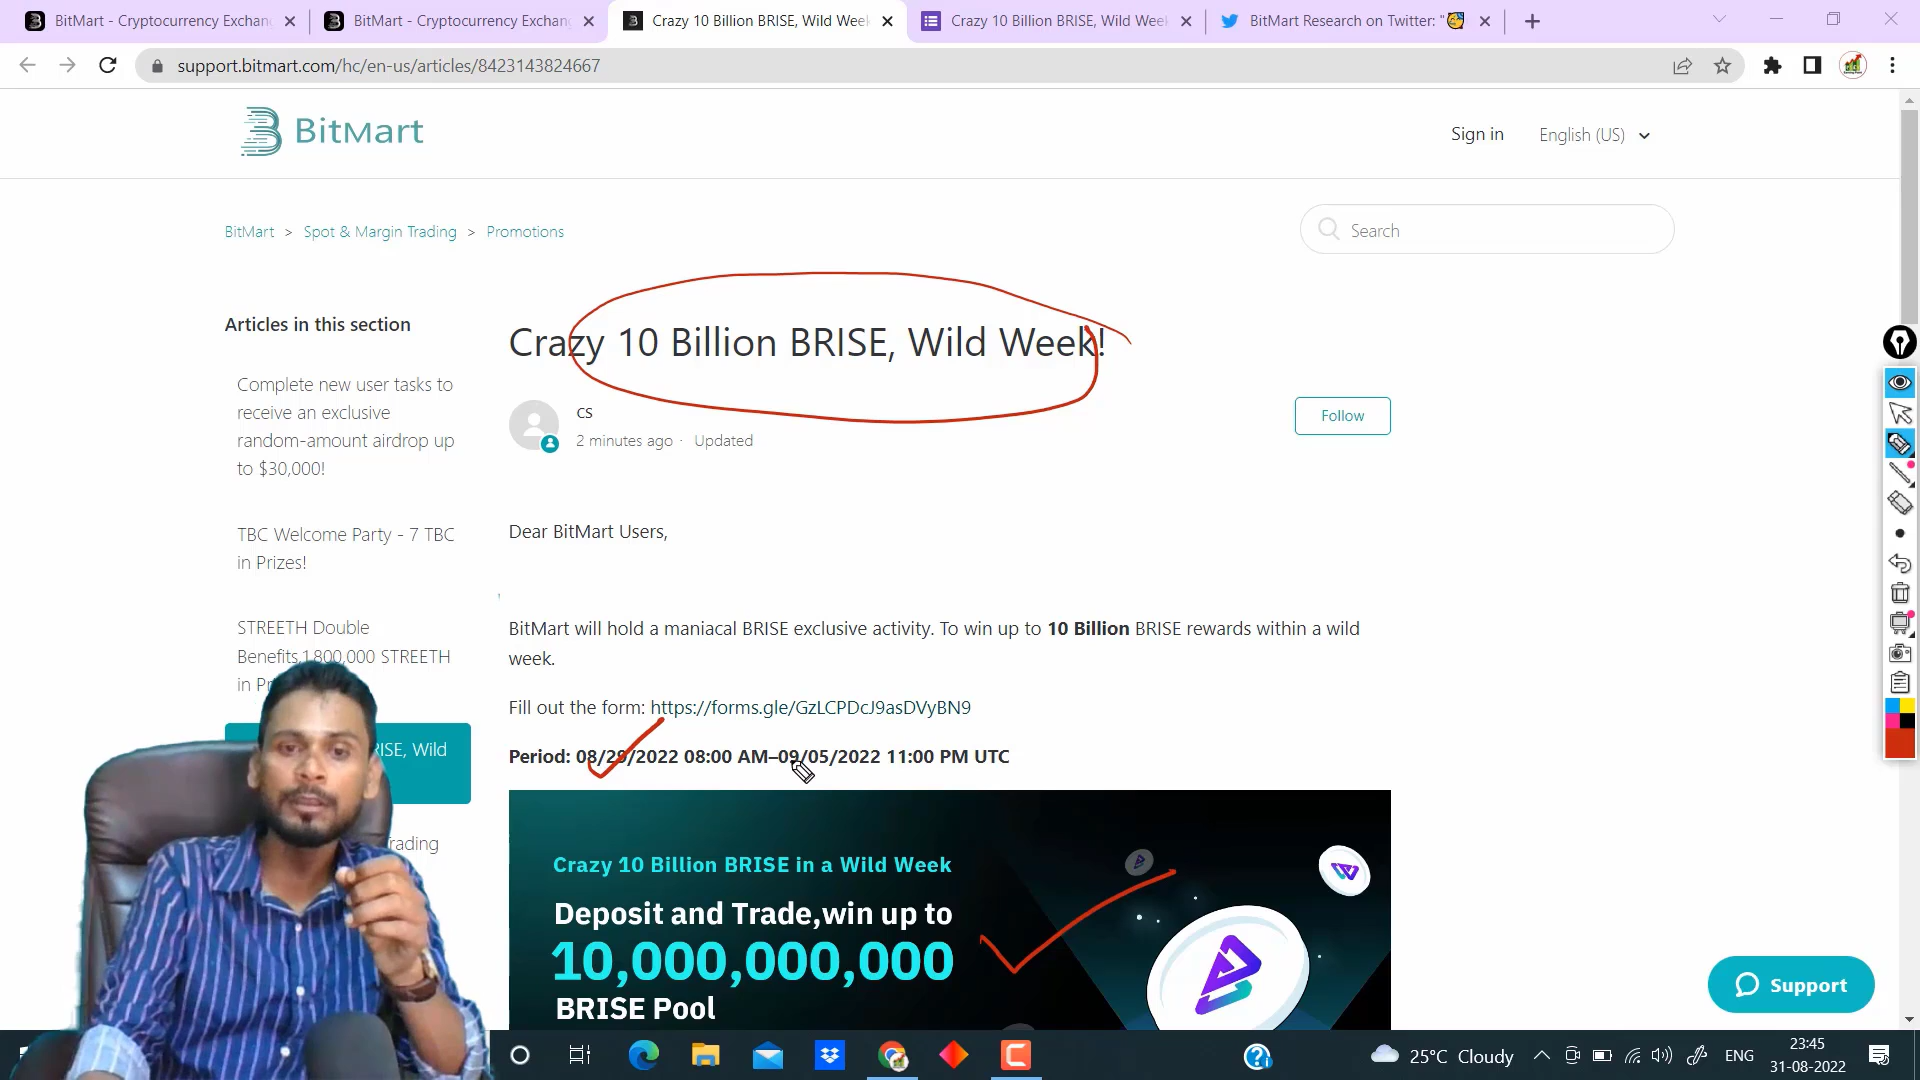 BitMart - Cryptocurrency Exchan
BitMart - Cryptocurrency Exchan
Crazy 10 Billion BRISE, Wild Week
Crazy 10 Billion BRISE, Wild Week
BitMart Research on Twitter: "
support.bitmart.com/hc/en-us/articles/8423143824667
BitMart
Sign in
English (US)
BitMart > Spot & Margin Trading > Promotions
Search
Articles in this section
Complete new user tasks to
receive an exclusive
random-amount airdrop up
to $30,000!
TBC Welcome Party - 7 TBC
in Prizes!
STREETH Double
Benefits,1,800,000 STREETH
in Pr
RISE, Wild
rading
Crazy 10 Billion BRISE, Wild Week!
CS
2 minutes ago · Updated
Follow
Dear BitMart Users,
BitMart will hold a maniacal BRISE exclusive activity. To win up to 10 Billion BRISE rewards within a wild
week.
Fill out the form: https://forms.gle/GzLCPDcJ9asDVyBN9
Period: 08/29/2022 08:00 AM–09/05/2022 11:00 PM UTC
Crazy 10 Billion BRISE in a Wild Week
Deposit and Trade,win up to
10,000,000,000
BRISE Pool
Support
25°C Cloudy
ENG
23:45
31-08-2022